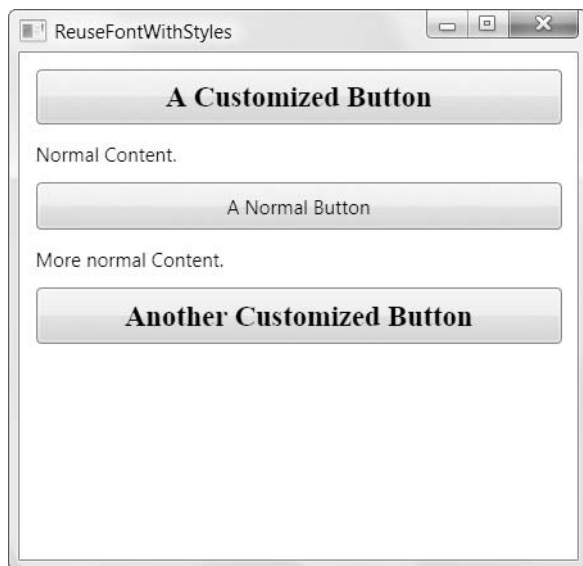 ReuseFontWithStyles
A Customized Button
Normal Content.
A Normal Button
More normal Content.
Another Customized Button